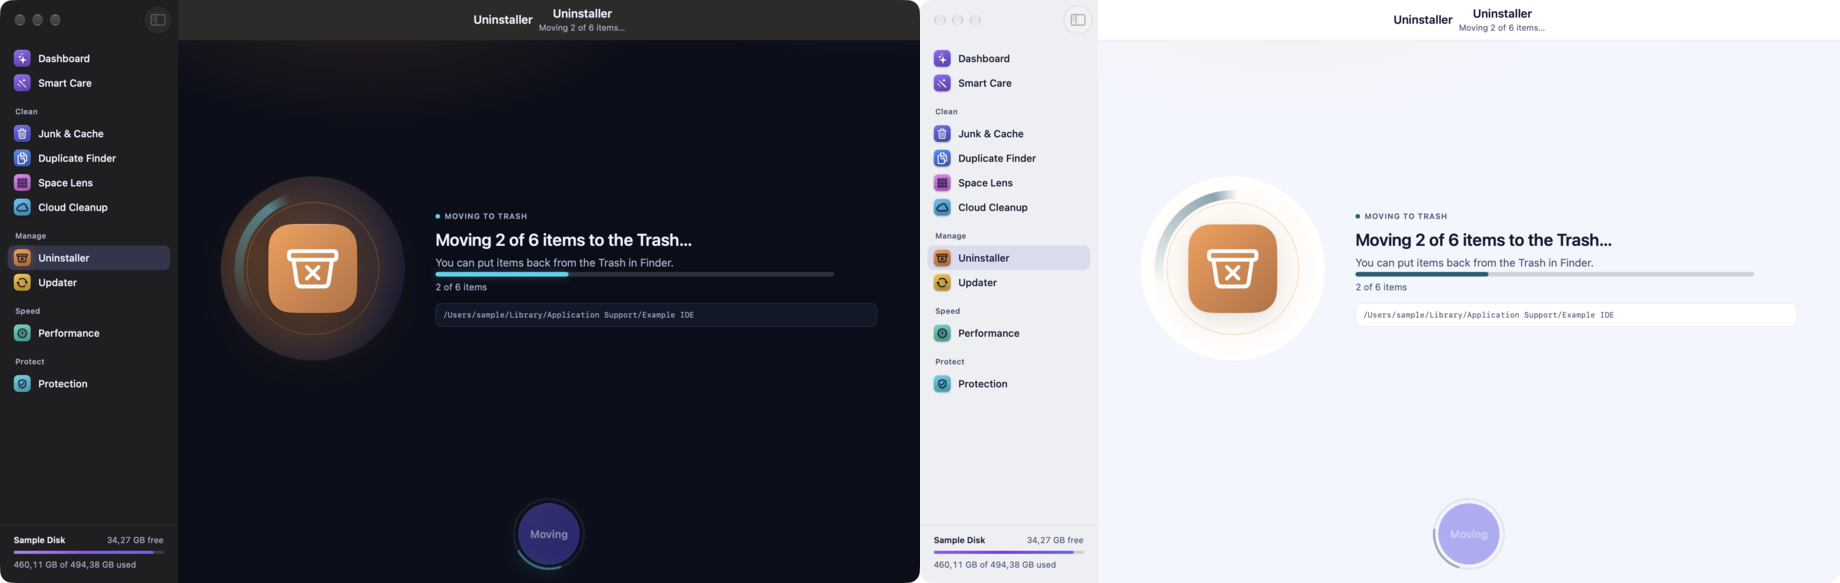 Uninstaller
Uninstaller
Moving 2 of 6 items…
Dashboard
Smart Care
Clean
Junk & Cache
Duplicate Finder
Space Lens
Cloud Cleanup
Manage
Uninstaller
Updater
Speed
Performance
Protect
Protection
Sample Disk
34,27 GB free
460,11 GB of 494,38 GB used
MOVING TO TRASH
Moving 2 of 6 items to the Trash…
You can put items back from the Trash in Finder.
2 of 6 items
/Users/sample/Library/Application Support/Example IDE
Moving
Uninstaller
Uninstaller
Moving 2 of 6 items…
Dashboard
Smart Care
Clean
Junk & Cache
Duplicate Finder
Space Lens
Cloud Cleanup
Manage
Uninstaller
Updater
Speed
Performance
Protect
Protection
Sample Disk
34,27 GB free
460,11 GB of 494,38 GB used
MOVING TO TRASH
Moving 2 of 6 items to the Trash…
You can put items back from the Trash in Finder.
2 of 6 items
/Users/sample/Library/Application Support/Example IDE
Moving